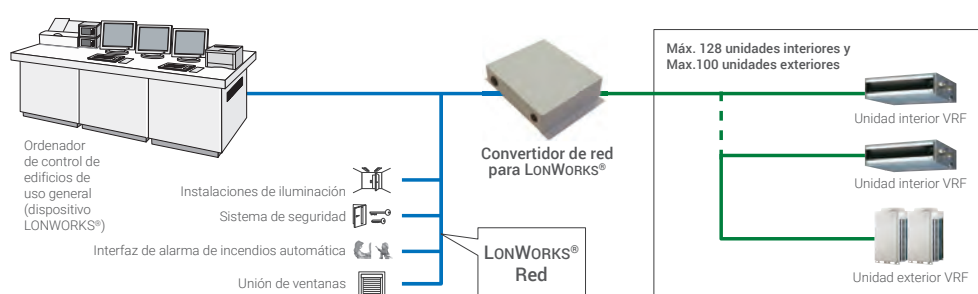 Ordenador
de control de
edificios de
uso general
(dispositivo
LONWORKS®)
Instalaciones de iluminación
Sistema de seguridad
Interfaz de alarma de incendios automática
Unión de ventanas
LONWORKS®
Red
Convertidor de red
para LONWORKS®
Máx. 128 unidades interiores y
Max.100 unidades exteriores
Unidad interior VRF
Unidad interior VRF
Unidad exterior VRF